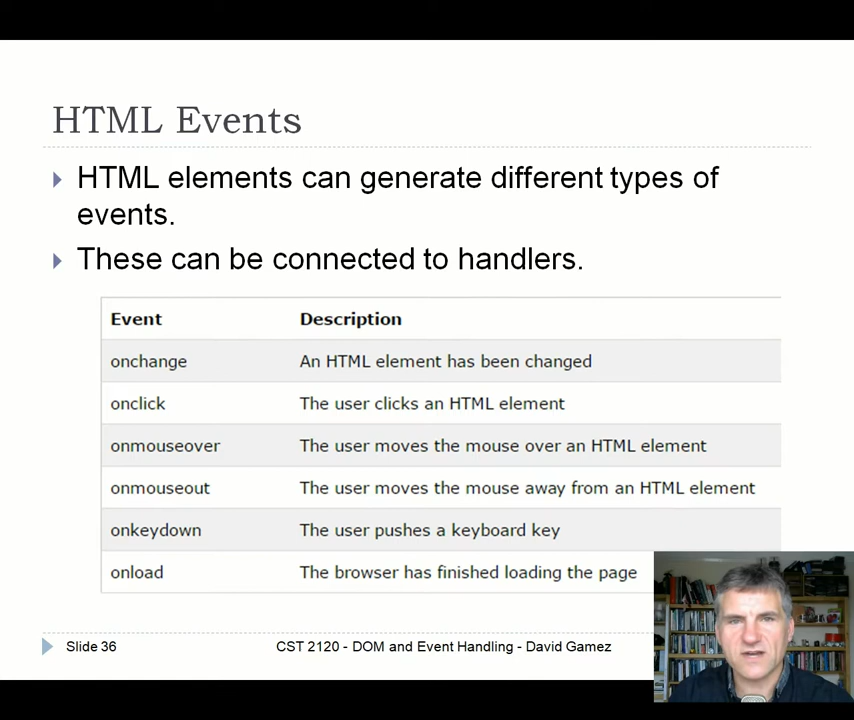 HTML Events
HTML elements can generate different types of
events.
These can be connected to handlers.
Event Description
onchange An HTML element has been changed
onclick The user clicks an HTML element
onmouseover The user moves the mouse over an HTML element
onmouseout The user moves the mouse away from an HTML element
onkeydown The user pushes a keyboard key
onload The browser has finished loading the page
Slide 36 CST 2120 - DOM and Event Handling - David Gamez